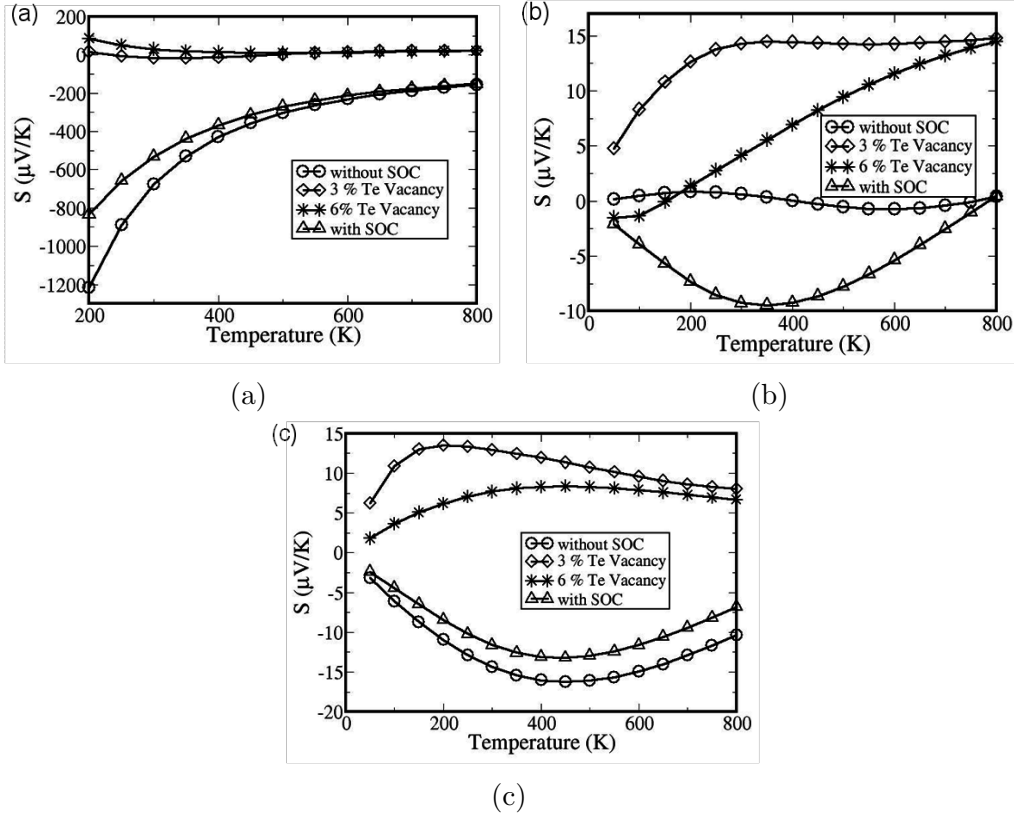 (a)
200
0
-200
-400
-600
-800
-1000
-1200
S (μV/K)
without SOC
3 % Te Vacancy
6% Te Vacancy
with SOC
200
400
600
800
Temperature (K)
(a)
(b)
15
10
5
0
-5
-10
S (μV/K)
without SOC
3 % Te Vacancy
6 % Te Vacancy
with SOC
0
200
400
600
800
Temperature (K)
(b)
(c)
15
10
5
0
-5
-10
-15
-20
S (μV/K)
without SOC
3 % Te Vacancy
6 % Te Vacancy
with SOC
0
200
400
600
800
Temperature (K)
(c)